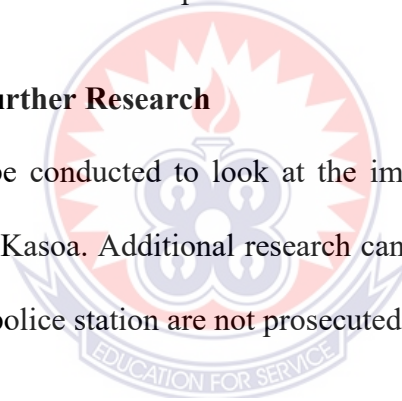 urther Research
be conducted to look at the im
Kasoa. Additional research can
police station are not prosecuted
EDUCATION FOR SERVICE